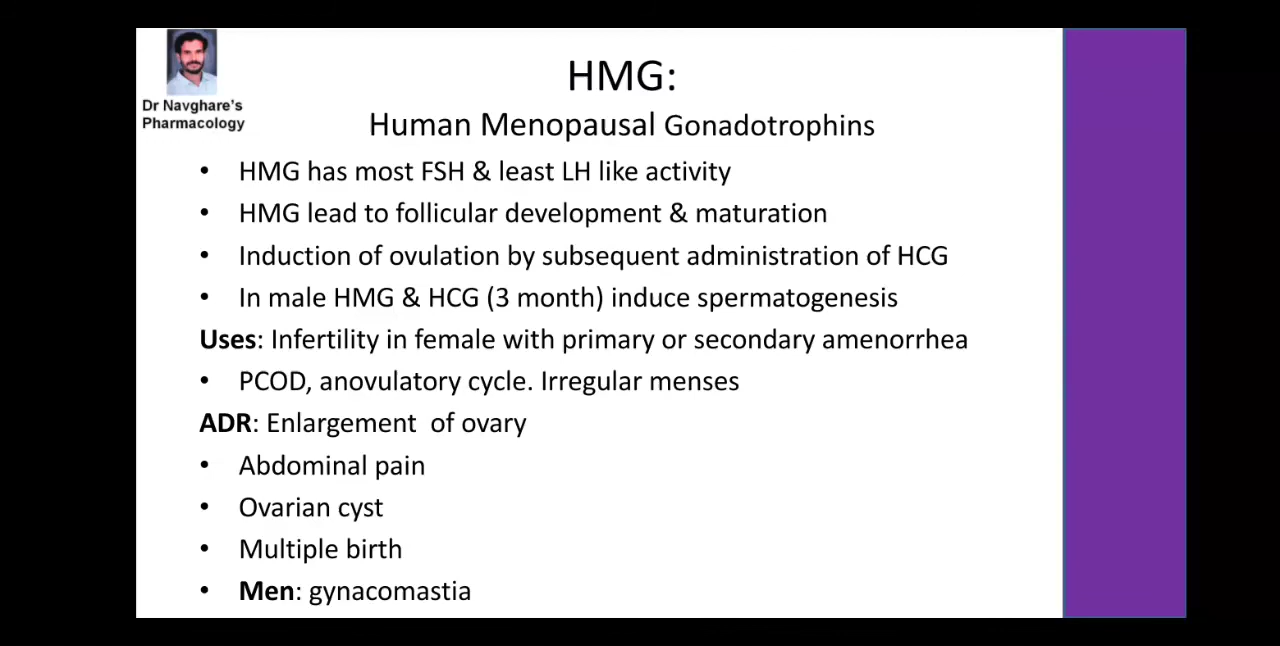 Dr Navghare's
Pharmacology
HMG:
Human Menopausal Gonadotrophins
• HMG has most FSH & least LH like activity
• HMG lead to follicular development & maturation
• Induction of ovulation by subsequent administration of HCG
• In male HMG & HCG (3 month) induce spermatogenesis
Uses: Infertility in female with primary or secondary amenorrhea
• PCOD, anovulatory cycle. Irregular menses
ADR: Enlargement  of ovary
• Abdominal pain
• Ovarian cyst
• Multiple birth
• Men: gynacomastia